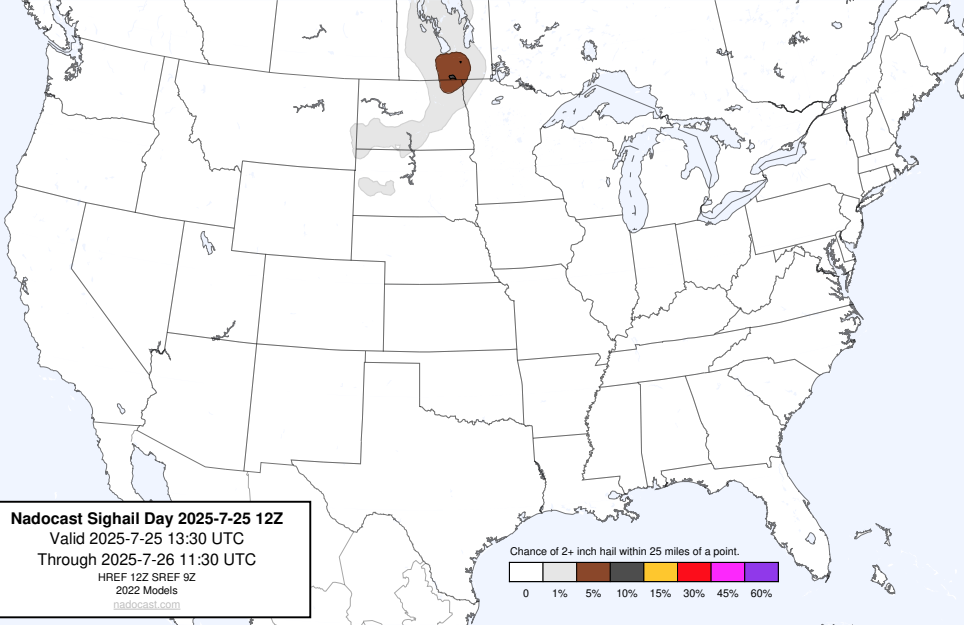 Nadocast Sighail Day 2025-7-25 12Z
Valid 2025-7-25 13:30 UTC
Through 2025-7-26 11:30 UTC
HREF 12Z SREF 9Z
2022 Models
nadocast.com
Chance of 2+ inch hail within 25 miles of a point.
0 1% 5% 10% 15% 30% 45% 60%